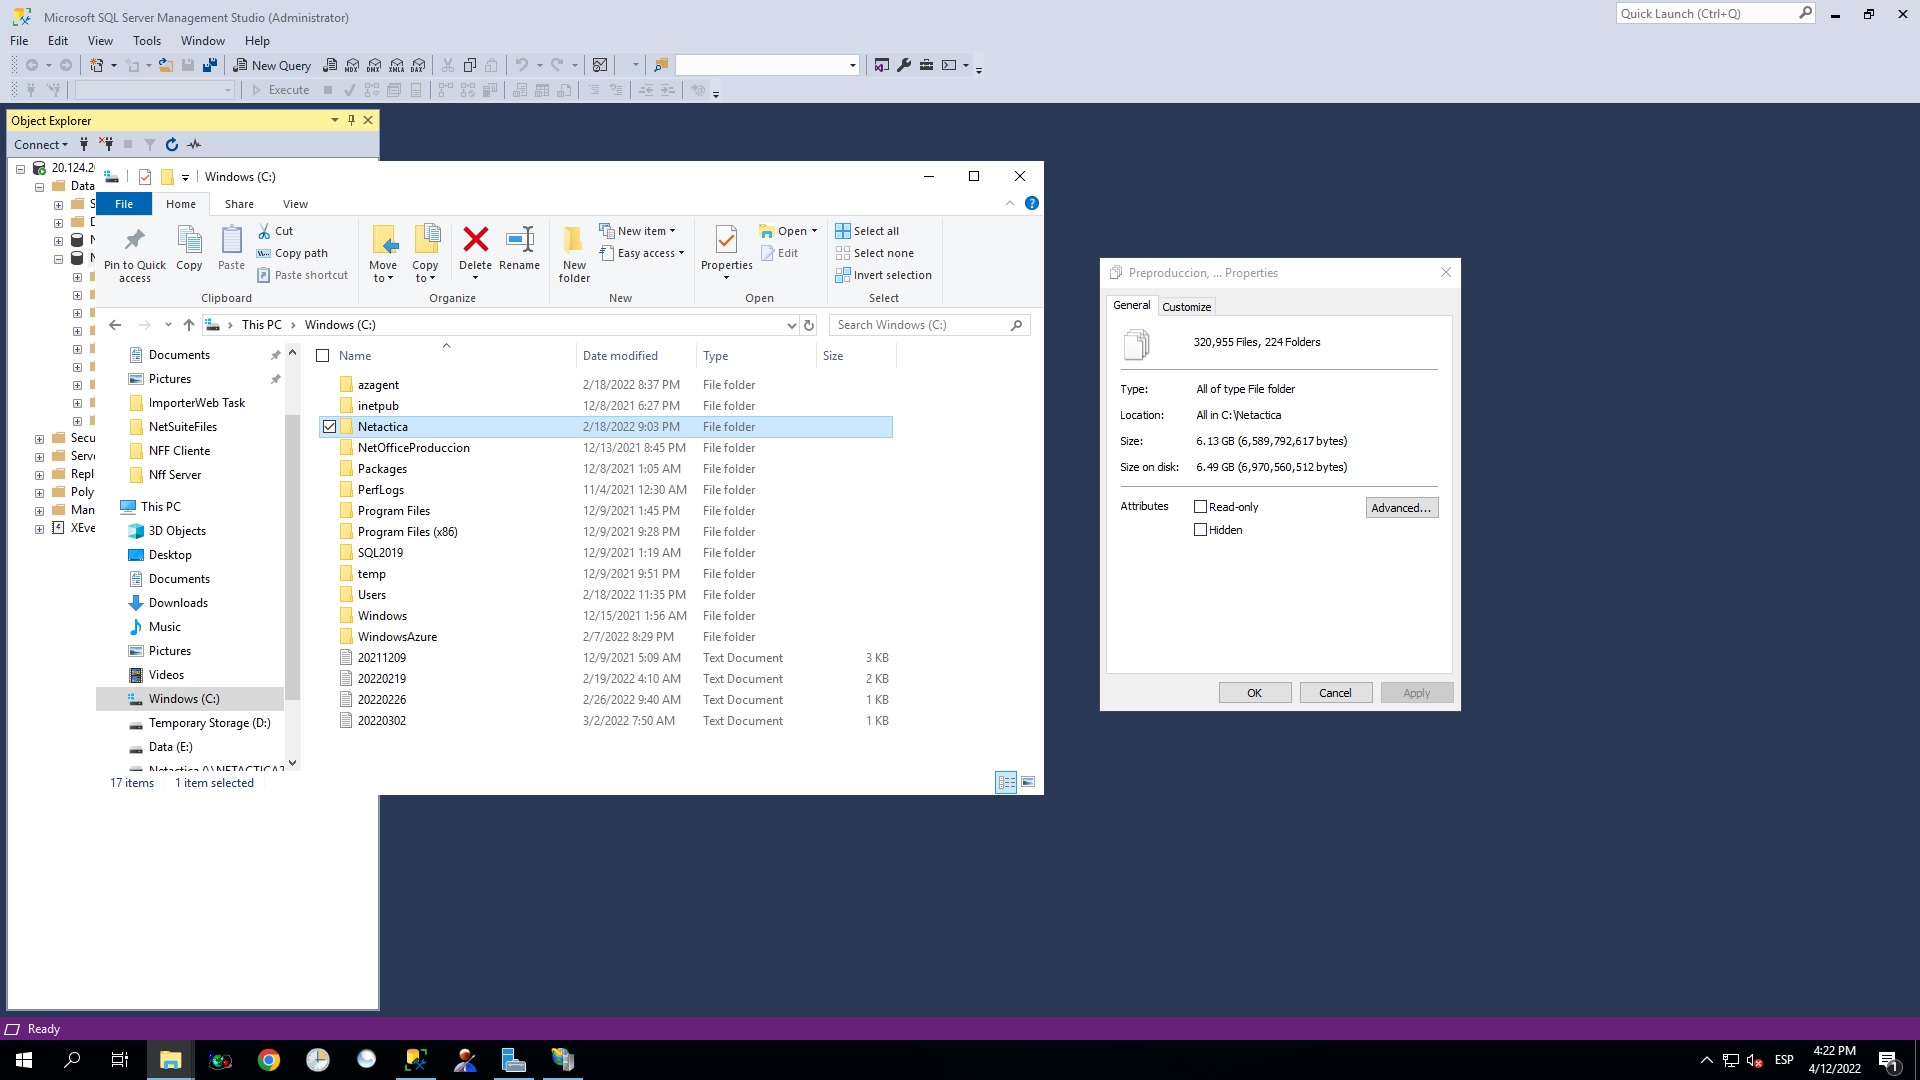 Microsoft SQL Server Management Studio (Administrator)
Quick Launch (Ctrl+Q)
File Edit View Tools Window Help
New Query
MDX DMX XMLA DAX
Execute
Object Explorer
Connect
20.124.2
Data
Secu
Serve
Repl
Poly
Man
XEve
Windows (C:)
File Home Share View
Pin to Quick access
Copy
Paste
Cut
Copy path
Paste shortcut
Clipboard
Move to
Copy to
Delete
Rename
Organize
New folder
New item
Easy access
New
Properties
Open
Edit
Open
Select all
Select none
Invert selection
Select
This PC > Windows (C:)
Search Windows (C:)
Documents
Pictures
ImporterWeb Task
NetSuiteFiles
NFF Cliente
Nff Server
This PC
3D Objects
Desktop
Documents
Downloads
Music
Pictures
Videos
Windows (C:)
Temporary Storage (D:)
Data (E:)
Netactica (\\NETACTICA2
Name Date modified Type Size
azagent 2/18/2022 8:37 PM File folder
inetpub 12/8/2021 6:27 PM File folder
Netactica 2/18/2022 9:03 PM File folder
NetOfficeProduccion 12/13/2021 8:45 PM File folder
Packages 12/8/2021 1:05 AM File folder
PerfLogs 11/4/2021 12:30 AM File folder
Program Files 12/9/2021 1:45 PM File folder
Program Files (x86) 12/9/2021 9:28 PM File folder
SQL2019 12/9/2021 1:19 AM File folder
temp 12/9/2021 9:51 PM File folder
Users 2/18/2022 11:35 PM File folder
Windows 12/15/2021 1:56 AM File folder
WindowsAzure 2/7/2022 8:29 PM File folder
20211209 12/9/2021 5:09 AM Text Document 3 KB
20220219 2/19/2022 4:10 AM Text Document 2 KB
20220226 2/26/2022 9:40 AM Text Document 1 KB
20220302 3/2/2022 7:50 AM Text Document 1 KB
17 items 1 item selected
Preproduccion, ... Properties
General Customize
320,955 Files, 224 Folders
Type: All of type File folder
Location: All in C:\Netactica
Size: 6.13 GB (6,589,792,617 bytes)
Size on disk: 6.49 GB (6,970,560,512 bytes)
Attributes Read-only Advanced...
Hidden
OK Cancel Apply
Ready
ESP
4:22 PM
4/12/2022
1